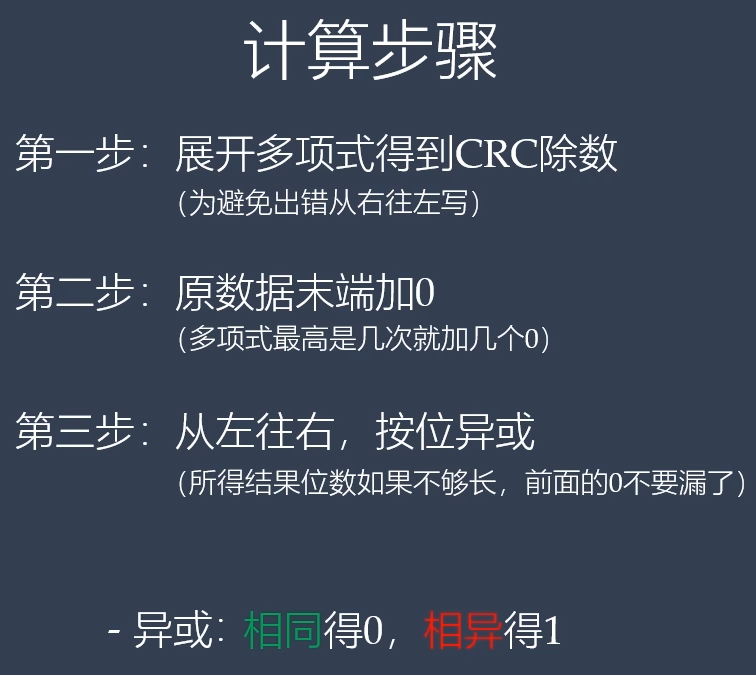 计算步骤
第一步：展开多项式得到CRC除数
（为避免出错从右往左写）
第二步：原数据末端加0
（多项式最高是几次就加几个0）
第三步：从左往右，按位异或
（所得结果位数如果不够长，前面的0不要漏了）
- 异或：相同得0，相异得1